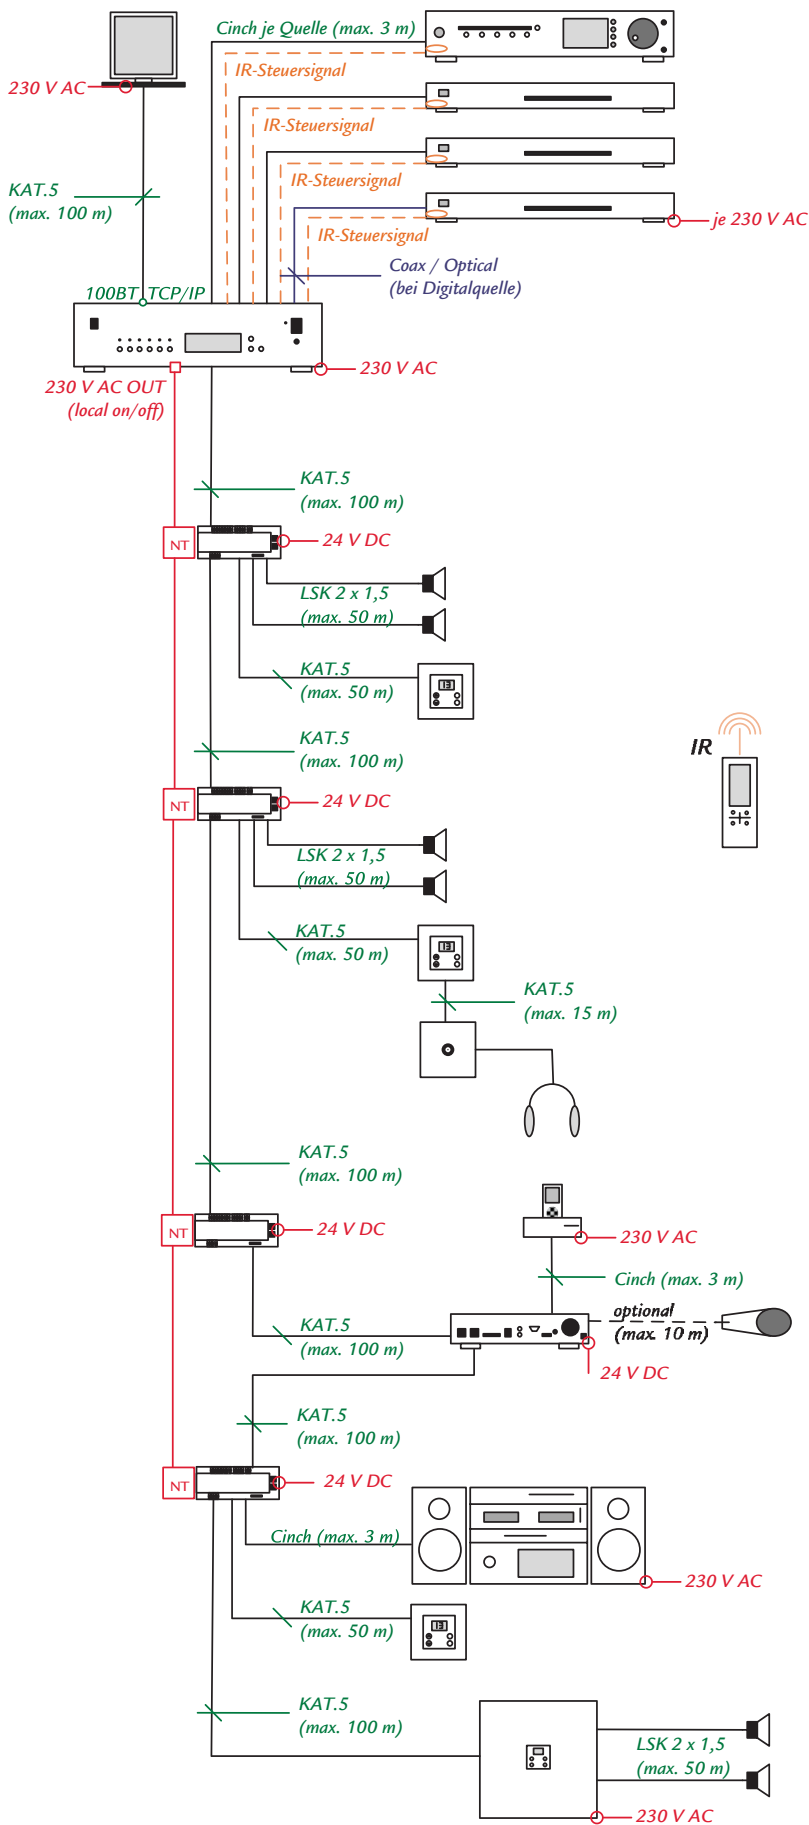 Cinch je Quelle (max. 3 m)
IR-Steuersignal
230 V AC
IR-Steuersignal
KAT.5
(max. 100 m)
IR-Steuersignal
je 230 V AC
IR-Steuersignal
Coax / Optical
(bei Digitalquelle)
100BT TCP/IP
230 V AC
230 V AC OUT
(local on/off)
KAT.5
(max. 100 m)
NT
24 V DC
LSK 2 x 1,5
(max. 50 m)
KAT.5
(max. 50 m)
13
KAT.5
(max. 100 m)
IR
NT
24 V DC
LSK 2 x 1,5
(max. 50 m)
KAT.5
(max. 50 m)
13
KAT.5
(max. 15 m)
KAT.5
(max. 100 m)
NT
24 V DC
230 V AC
Cinch (max. 3 m)
optional
(max. 10 m)
KAT.5
(max. 100 m)
24 V DC
KAT.5
(max. 100 m)
NT
24 V DC
Cinch (max. 3 m)
230 V AC
KAT.5
(max. 50 m)
13
KAT.5
(max. 100 m)
LSK 2 x 1,5
(max. 50 m)
230 V AC